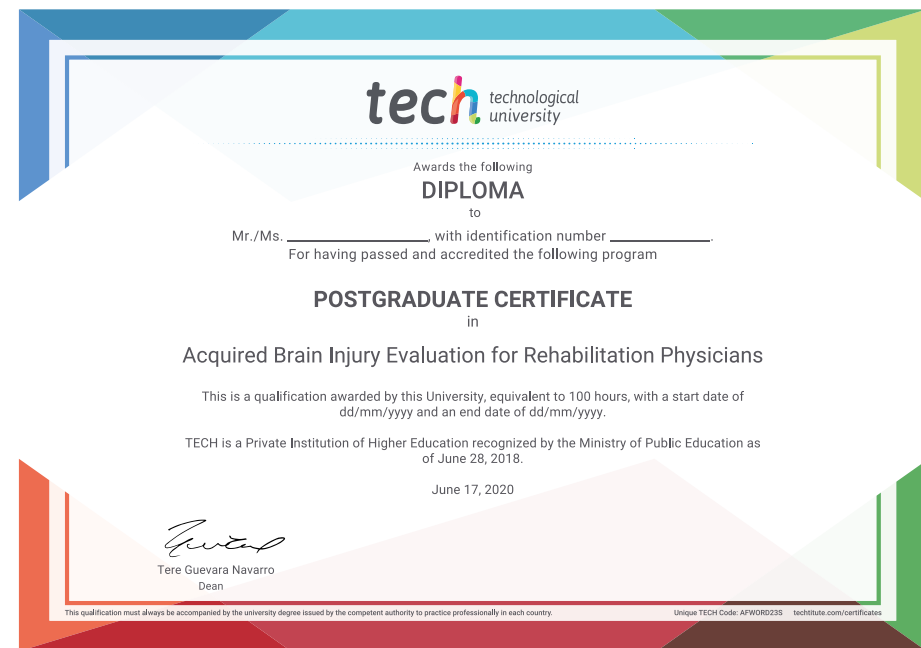 tech technological
university
Awards the following
DIPLOMA
to
Mr./Ms. ____________, with identification number ____________.
For having passed and accredited the following program
POSTGRADUATE CERTIFICATE
in
Acquired Brain Injury Evaluation for Rehabilitation Physicians
This is a qualification awarded by this University, equivalent to 100 hours, with a start date of
dd/mm/yyyy and an end date of dd/mm/yyyy.
TECH is a Private Institution of Higher Education recognized by the Ministry of Public Education as
of June 28, 2018.
June 17, 2020
Tere Guevara Navarro
Dean
This qualification must always be accompanied by the university degree issued by the competent authority to practice professionally in each country. Unique TECH Code: AFWORD23S techtitute.com/certificates